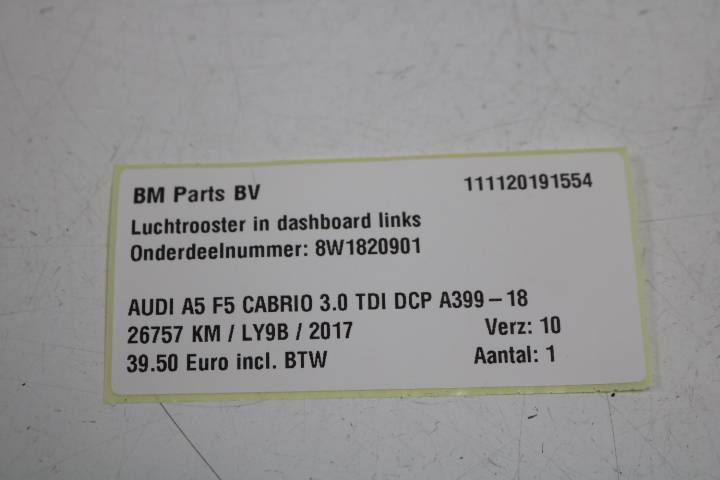 BM Parts BV 111120191554
Luchtrooster in dashboard links
Onderdeelnummer: 8W1820901
AUDI A5 F5 CABRIO 3.0 TDI DCP A399-18
26757 KM / LY9B / 2017 Verz: 10
39.50 Euro incl. BTW Aantal: 1